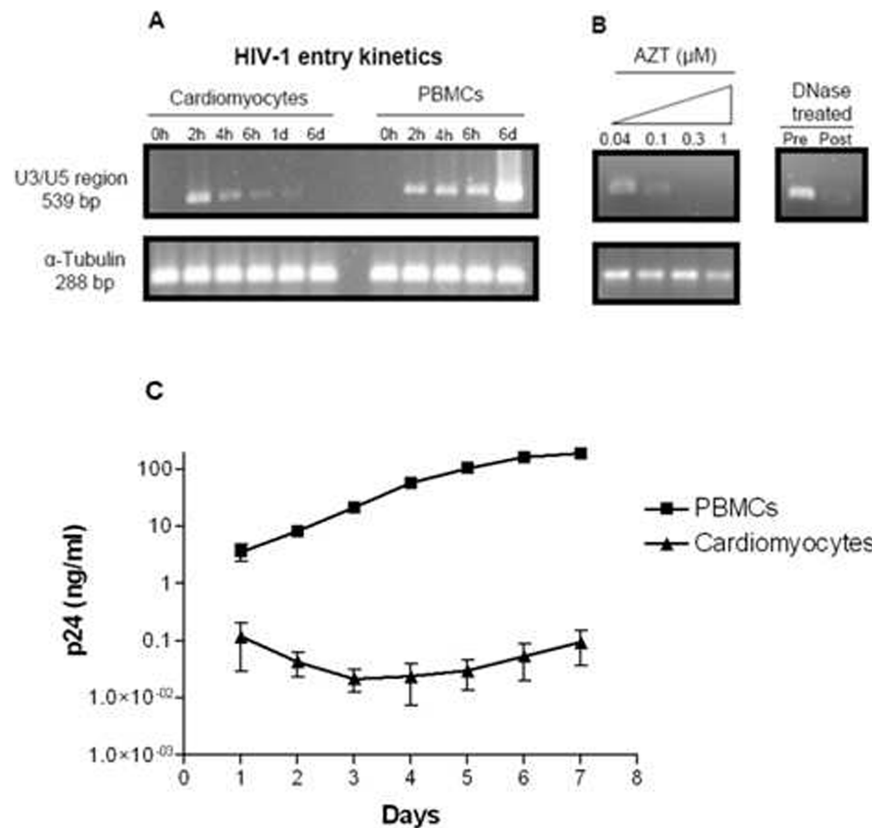 A
HIV-1 entry kinetics
Cardiomyocytes PBMCs
0h 2h 4h 6h 1d 6d 0h 2h 4h 6h 6d
U3/U5 region
539 bp
α-Tubulin
288 bp
B
AZT (µM)
0.04 0.1 0.3 1
DNase
treated
Pre Post
C
p24 (ng/ml)
100
10
1
0.1
1.0×10⁻⁰²
1.0×10⁻⁰³
0 1 2 3 4 5 6 7 8
Days
PBMCs
Cardiomyocytes